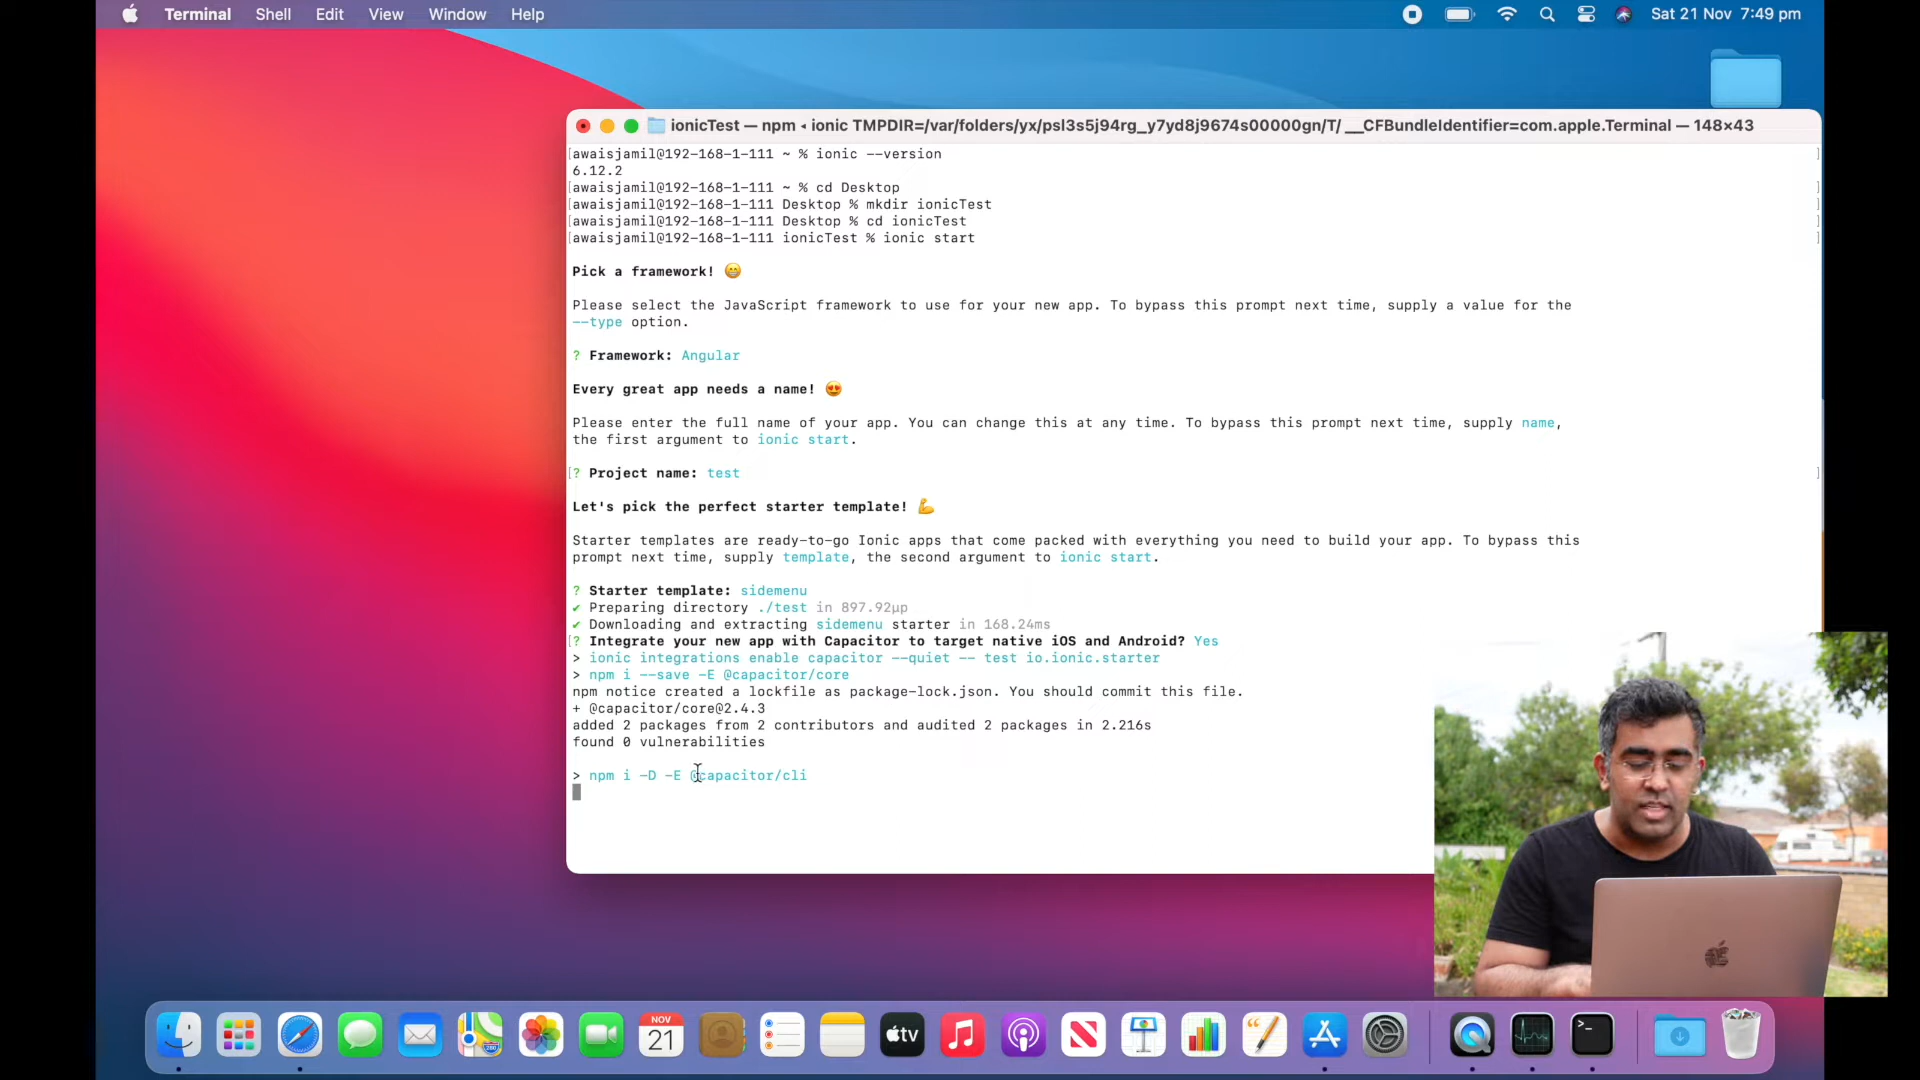 Terminal Shell Edit View Window Help Sat 21 Nov 7:49 pm
ionicTest — npm ◂ ionic TMPDIR=/var/folders/yx/psl3s5j94rg_y7yd8j9674s00000gn/T/ __CFBundleIdentifier=com.apple.Terminal — 148×43
[awaisjamil@192-168-1-111 ~ % ionic --version ]
6.12.2
[awaisjamil@192-168-1-111 ~ % cd Desktop ]
[awaisjamil@192-168-1-111 Desktop % mkdir ionicTest ]
[awaisjamil@192-168-1-111 Desktop % cd ionicTest ]
[awaisjamil@192-168-1-111 ionicTest % ionic start ]
Pick a framework! 😁
Please select the JavaScript framework to use for your new app. To bypass this prompt next time, supply a value for the
--type option.
? Framework: Angular
Every great app needs a name! 😍
Please enter the full name of your app. You can change this at any time. To bypass this prompt next time, supply name,
the first argument to ionic start.
[? Project name: test ]
Let's pick the perfect starter template! 💪
Starter templates are ready-to-go Ionic apps that come packed with everything you need to build your app. To bypass this
prompt next time, supply template, the second argument to ionic start.
? Starter template: sidemenu
✔ Preparing directory ./test in 897.92μp
✔ Downloading and extracting sidemenu starter in 168.24ms
[? Integrate your new app with Capacitor to target native iOS and Android? Yes
> ionic integrations enable capacitor --quiet -- test io.ionic.starter
> npm i --save -E @capacitor/core
npm notice created a lockfile as package-lock.json. You should commit this file.
+ @capacitor/core@2.4.3
added 2 packages from 2 contributors and audited 2 packages in 2.216s
found 0 vulnerabilities
> npm i -D -E @capacitor/cli
NOV
21
tv